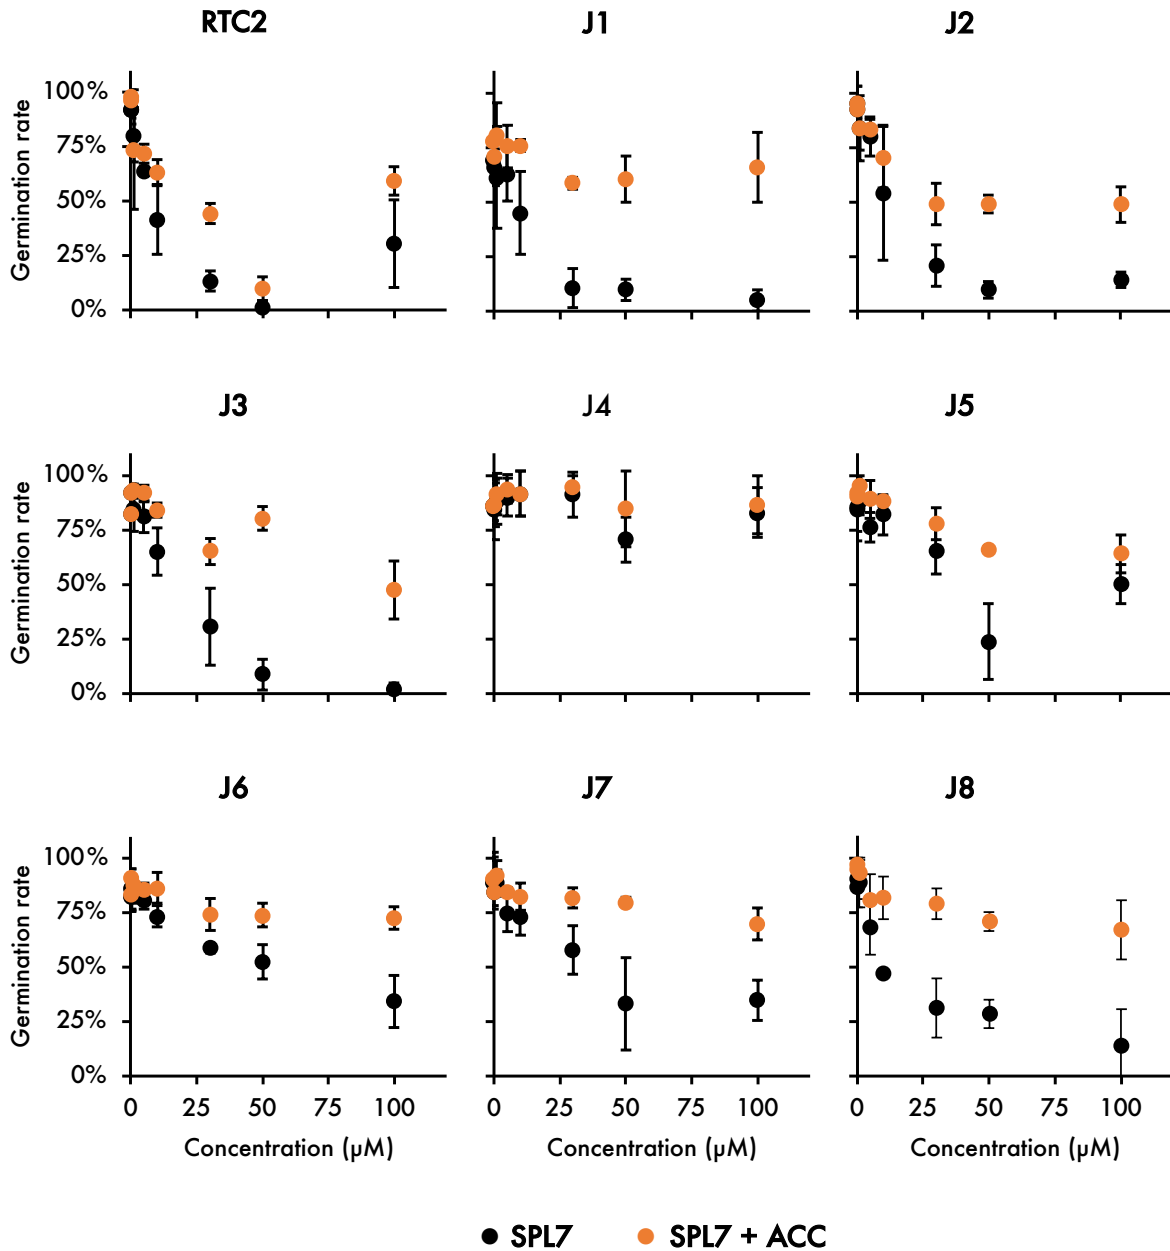 RTC2 J1 J2
Germination rate
100%
75%
50%
25%
0%
J3 J4 J5
Germination rate
100%
75%
50%
25%
0%
J6 J7 J8
Germination rate
100%
75%
50%
25%
0%
0 25 50 75 100 0 25 50 75 100 0 25 50 75 100
Concentration (µM) Concentration (µM) Concentration (µM)
SPL7 SPL7 + ACC